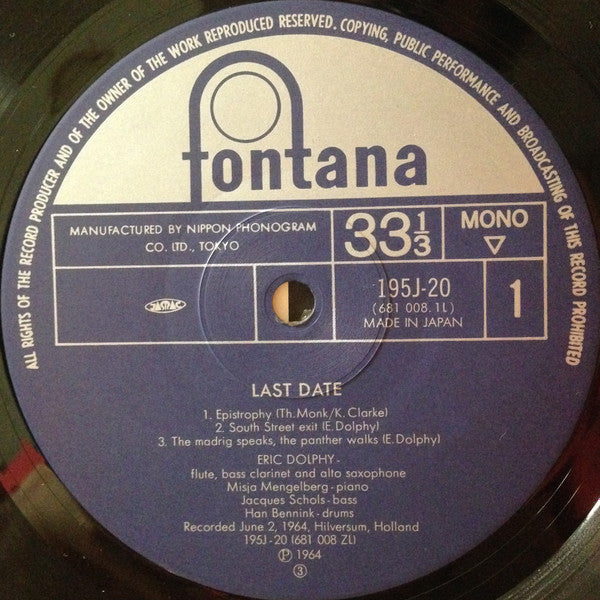 ALL RIGHTS OF THE RECORD PRODUCER AND OF THE OWNER OF THE WORK REPRODUCED RESERVED. COPYING, PUBLIC PERFORMANCE AND BROADCASTING OF THIS RECORD PROHIBITED
fontana
MANUFACTURED BY NIPPON PHONOGRAM
CO. LTD., TOKYO
33 1/3
MONO
JASRAC
195J-20
(681 008.1L)
MADE IN JAPAN
1
LAST DATE
1. Epistrophy (Th. Monk/K. Clarke)
2. South Street exit (E. Dolphy)
3. The madrig speaks, the panther walks (E. Dolphy)
ERIC DOLPHY -
flute, bass clarinet and alto saxophone
Misja Mengelberg - piano
Jacques Schols - bass
Han Bennink - drums
Recorded June 2, 1964, Hilversum, Holland
195J-20 (681 008 ZL)
℗ 1964
③